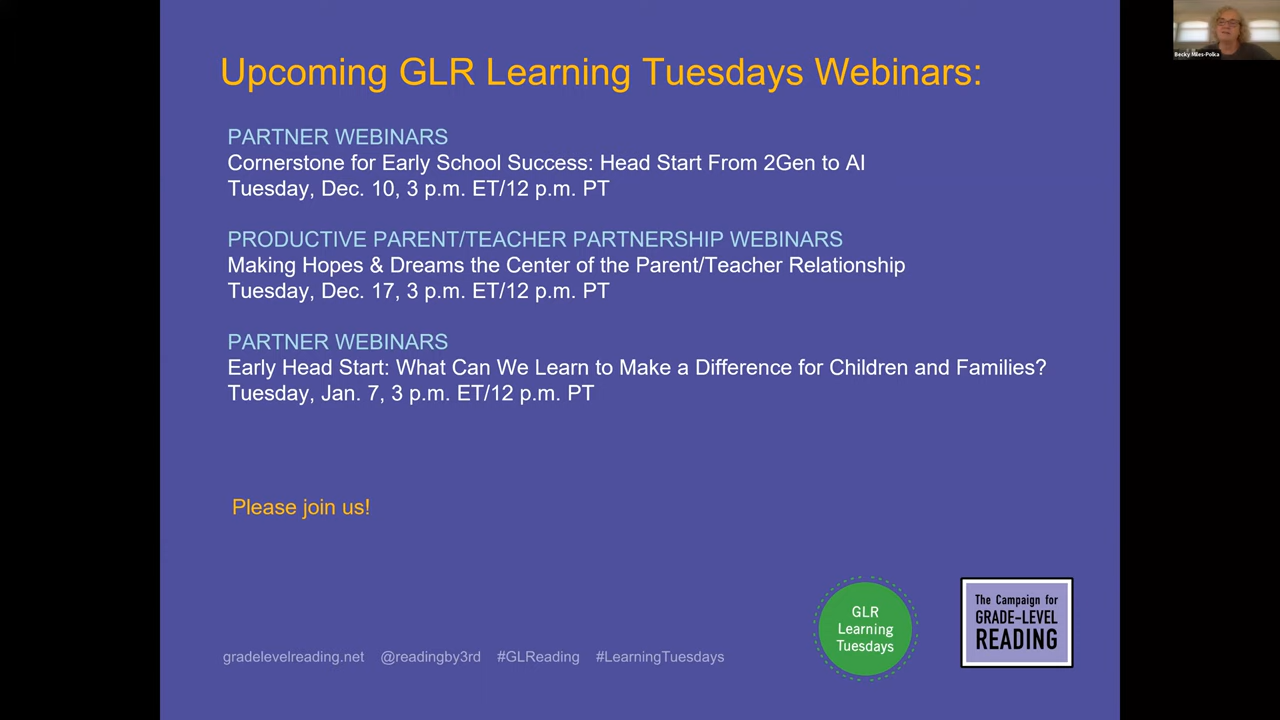 Upcoming GLR Learning Tuesdays Webinars:
PARTNER WEBINARS
Cornerstone for Early School Success: Head Start From 2Gen to AI
Tuesday, Dec. 10, 3 p.m. ET/12 p.m. PT
PRODUCTIVE PARENT/TEACHER PARTNERSHIP WEBINARS
Making Hopes & Dreams the Center of the Parent/Teacher Relationship
Tuesday, Dec. 17, 3 p.m. ET/12 p.m. PT
PARTNER WEBINARS
Early Head Start: What Can We Learn to Make a Difference for Children and Families?
Tuesday, Jan. 7, 3 p.m. ET/12 p.m. PT
Please join us!
GLR
Learning
Tuesdays
The Campaign for
GRADE-LEVEL
READING
gradelevelreading.net @readingby3rd #GLReading #LearningTuesdays
Becky Miles-Polka